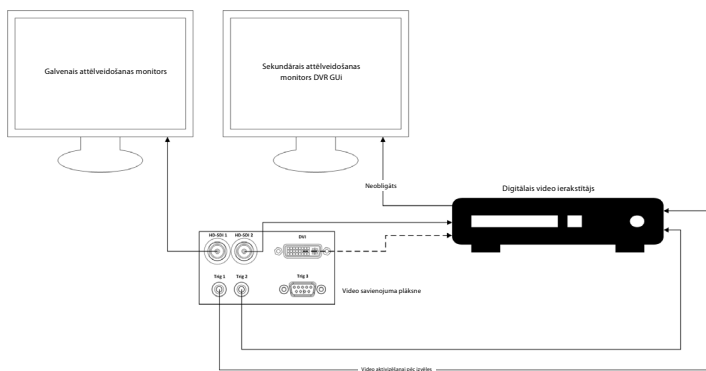 Galvenais attēlveidošanas monitors
Sekundārais attēlveidošanas
monitors DVR GUi
Neobligāts
Digitālais video ierakstītājs
HD-SDI 1
HD-SDI 2
DVI
Trig 1
Trig 2
Trig 3
Video savienojuma plāksne
Video aktivizēšanai pēc izvēles